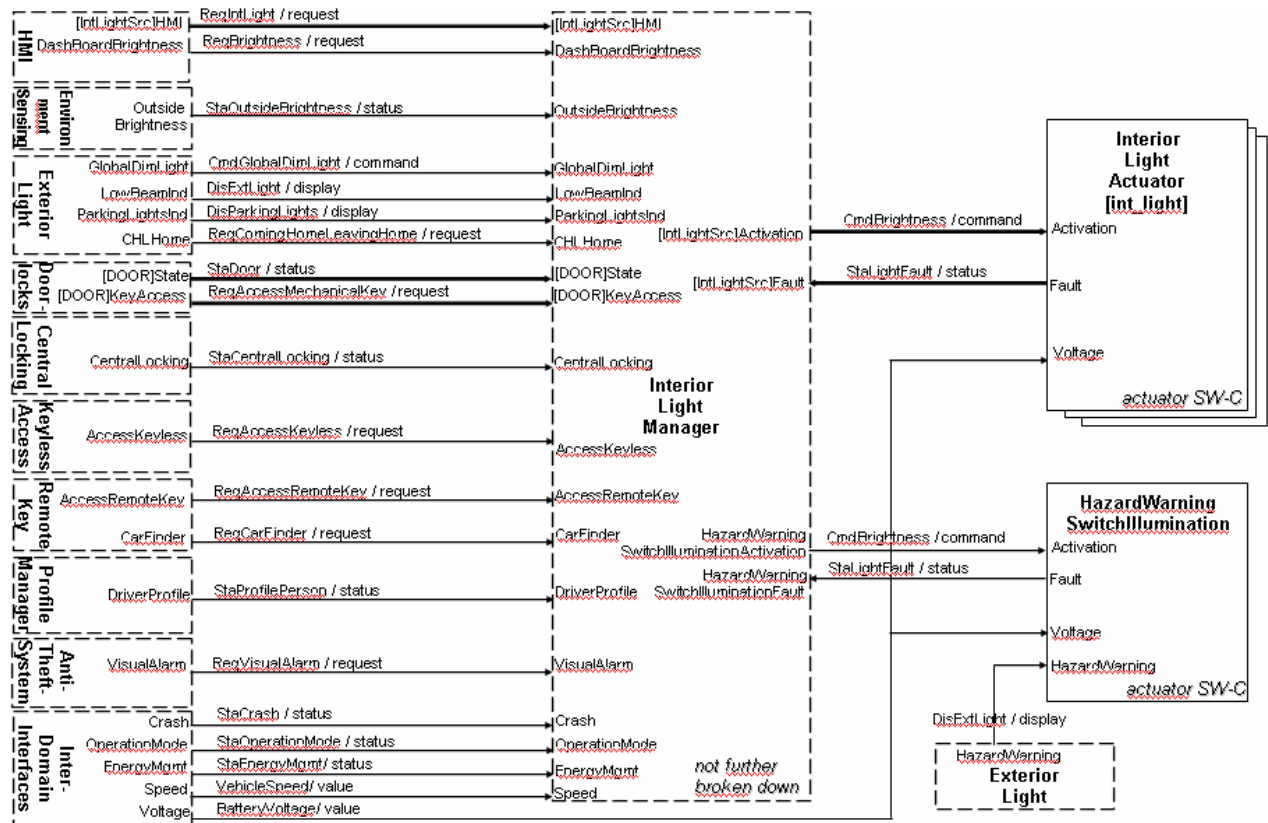 HMI
[IntLightSrc]HMI
ReqIntLight / request
[IntLightSrc]HMI
DashBoardBrightness
ReqBrightness / request
DashBoardBrightness
Environ
ment
Sensing
Outside
Brightness
StaOutsideBrightness / status
OutsideBrightness
Exterior
Light
GlobalDimLight
CmdGlobalDimLight / command
GlobalDimLight
LowBeamInd
DisExtLight / display
LowBeamInd
ParkingLightsInd
DisParkingLights / display
ParkingLightsInd
CHLHome
ReqComingHomeLeavingHome / request
CHLHome
Door-
locks
[DOOR]State
StaDoor / status
[DOOR]State
[DOOR]KeyAccess
ReqAccessMechanicalKey / request
[DOOR]KeyAccess
Central
Locking
CentralLocking
StaCentralLocking / status
CentralLocking
Keyless
Access
AccessKeyless
ReqAccessKeyless / request
AccessKeyless
Remote
Key
AccessRemoteKey
ReqAccessRemoteKey / request
AccessRemoteKey
CarFinder
ReqCarFinder / request
CarFinder
Profile
Manager
DriverProfile
StaProfilePerson / status
DriverProfile
Anti-
Theft-
System
VisualAlarm
ReqVisualAlarm / request
VisualAlarm
Inter-
Domain
Interfaces
Crash
StaCrash / status
Crash
OperationMode
StaOperationMode / status
OperationMode
EnergyMgmt
StaEnergyMgmt/ status
EnergyMgmt
Speed
VehicleSpeed/ value
Speed
Voltage
BatteryVoltage/ value
Interior
Light
Manager
not further
broken down
[IntLightSrc]Activation
CmdBrightness / command
[IntLightSrc]Fault
StaLightFault / status
Interior
Light
Actuator
[int_light]
Activation
Fault
Voltage
actuator SW-C
HazardWarning
SwitchIlluminationActivation
CmdBrightness / command
HazardWarning
SwitchIlluminationFault
StaLightFault / status
HazardWarning
SwitchIllumination
Activation
Fault
Voltage
HazardWarning
actuator SW-C
DisExtLight / display
HazardWarning
Exterior
Light